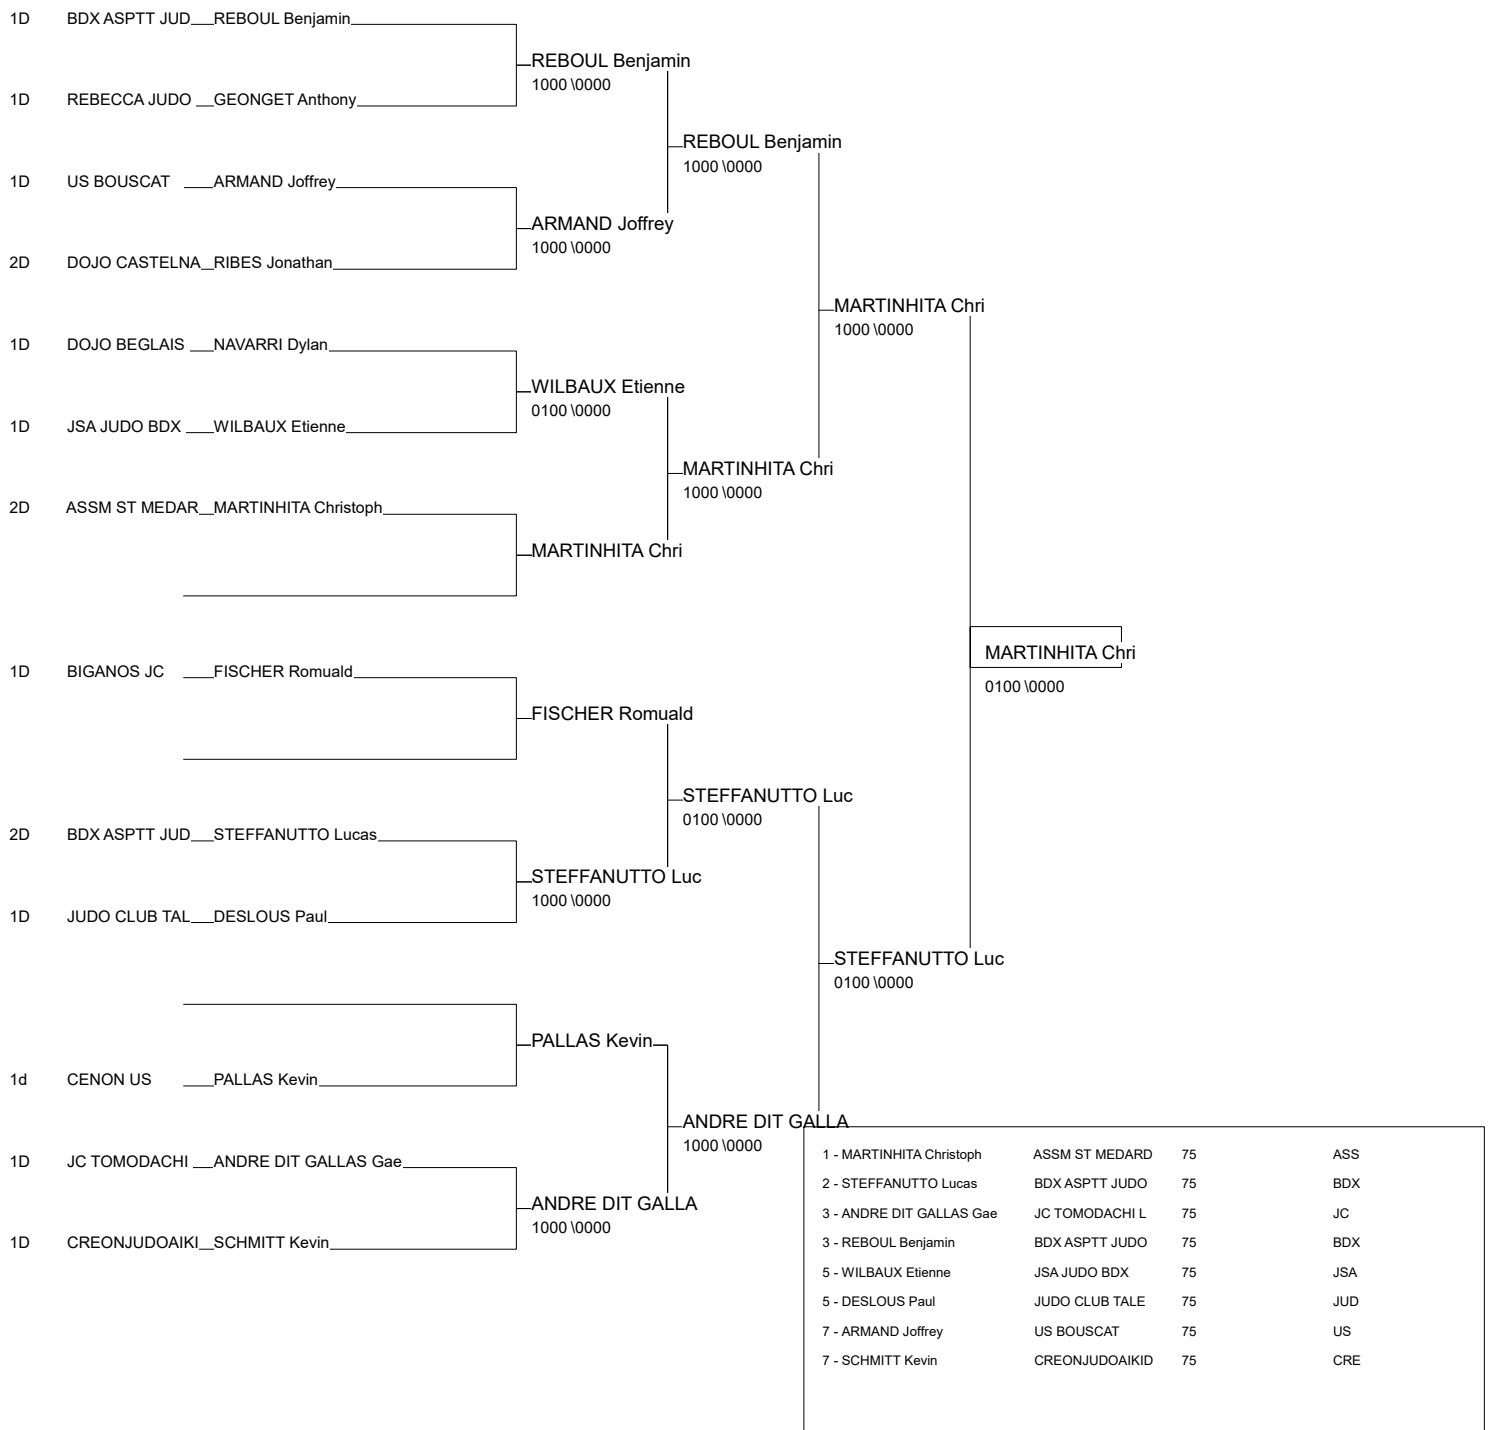 1D BDX ASPTT JUD REBOUL Benjamin
REBOUL Benjamin
1000 \0000
1D REBECCA JUDO GEONGET Anthony
REBOUL Benjamin
1000 \0000
1D US BOUSCAT ARMAND Joffrey
ARMAND Joffrey
1000 \0000
2D DOJO CASTELNA RIBES Jonathan
MARTINHITA Chri
1000 \0000
1D DOJO BEGLAIS NAVARRI Dylan
WILBAUX Etienne
0100 \0000
1D JSA JUDO BDX WILBAUX Etienne
MARTINHITA Chri
1000 \0000
2D ASSM ST MEDAR MARTINHITA Christoph
MARTINHITA Chri
MARTINHITA Chri
0100 \0000
1D BIGANOS JC FISCHER Romuald
FISCHER Romuald
STEFFANUTTO Luc
0100 \0000
2D BDX ASPTT JUD STEFFANUTTO Lucas
STEFFANUTTO Luc
1000 \0000
1D JUDO CLUB TAL DESLOUS Paul
STEFFANUTTO Luc
0100 \0000
PALLAS Kevin
1d CENON US PALLAS Kevin
ANDRE DIT GALLA
1000 \0000
1D JC TOMODACHI ANDRE DIT GALLAS Gae
ANDRE DIT GALLA
1000 \0000
1D CREONJUDOAIKI SCHMITT Kevin
1 - MARTINHITA Christoph ASSM ST MEDARD 75 ASS
2 - STEFFANUTTO Lucas BDX ASPTT JUDO 75 BDX
3 - ANDRE DIT GALLAS Gae JC TOMODACHI L 75 JC
3 - REBOUL Benjamin BDX ASPTT JUDO 75 BDX
5 - WILBAUX Etienne JSA JUDO BDX 75 JSA
5 - DESLOUS Paul JUDO CLUB TALE 75 JUD
7 - ARMAND Joffrey US BOUSCAT 75 US
7 - SCHMITT Kevin CREONJUDOAIKID 75 CRE